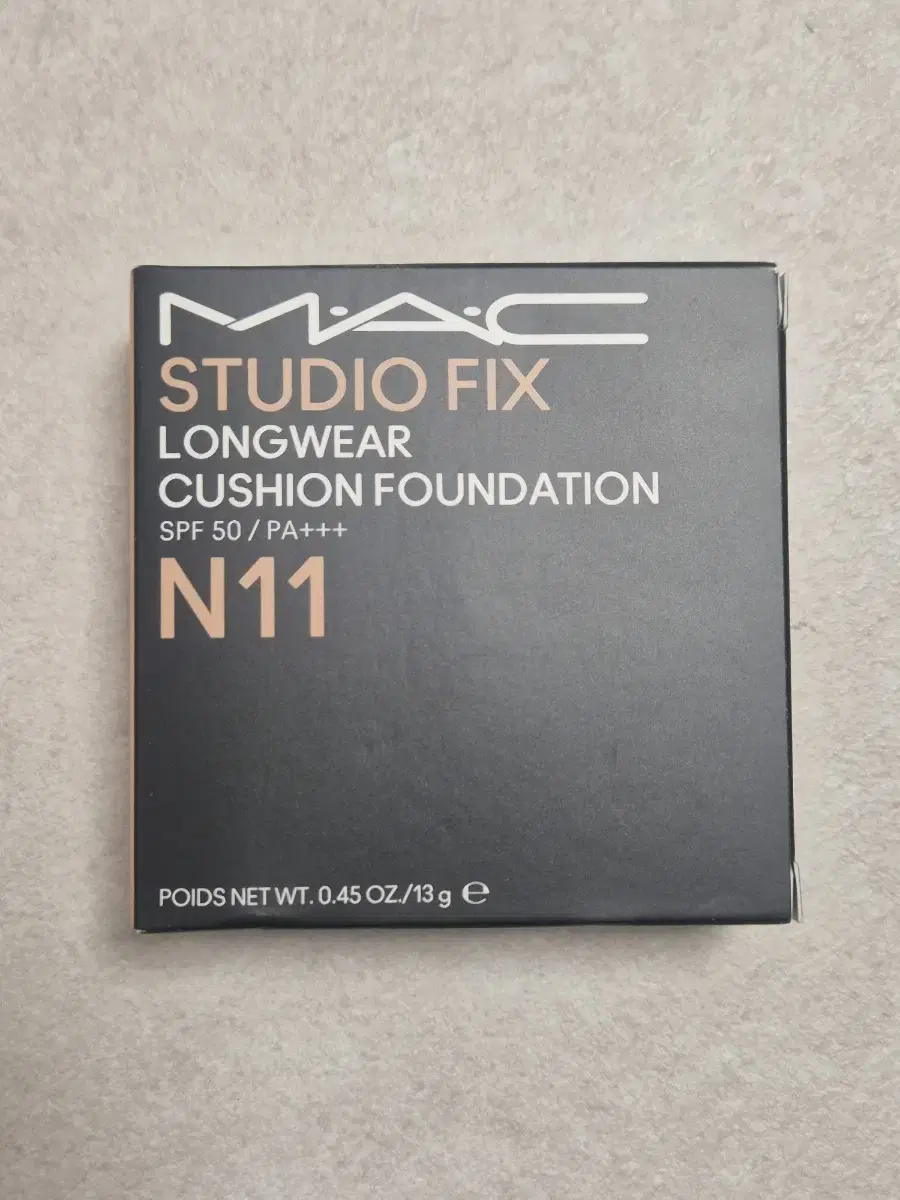 M·A·C
STUDIO FIX
LONGWEAR
CUSHION FOUNDATION
SPF 50 / PA+++
N11
POIDS NET WT. 0.45 OZ./13 g ℮